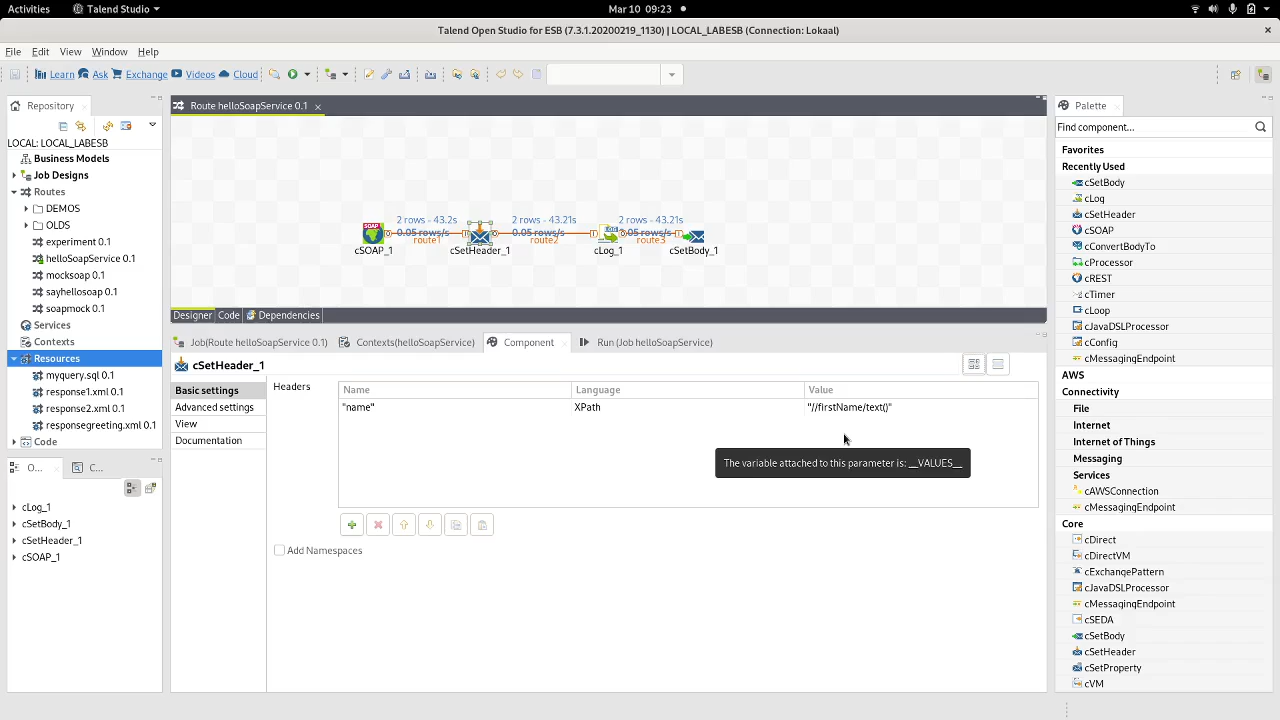 Activities
Talend Studio
Mar 10 09:23
Talend Open Studio for ESB (7.3.1.20200219_1130) | LOCAL_LABESB (Connection: Lokaal)
File Edit View Window Help
Learn Ask Exchange Videos Cloud
Repository
LOCAL: LOCAL_LABESB
Business Models
Job Designs
Routes
DEMOS
OLDS
experiment 0.1
helloSoapService 0.1
mocksoap 0.1
sayhellosoap 0.1
soapmock 0.1
Services
Contexts
Resources
myquery.sql 0.1
response1.xml 0.1
response2.xml 0.1
responsegreeting.xml 0.1
Code
O...
C...
cLog_1
cSetBody_1
cSetHeader_1
cSOAP_1
Route helloSoapService 0.1
2 rows - 43.2s
0.05 rows/s
route1
2 rows - 43.21s
0.05 rows/s
route2
2 rows - 43.21s
0.05 rows/s
route3
SOAP
LOG
cSOAP_1
cSetHeader_1
cLog_1
cSetBody_1
Designer Code Dependencies
Job(Route helloSoapService 0.1)
Contexts(helloSoapService)
Component
Run (Job helloSoapService)
cSetHeader_1
Basic settings
Advanced settings
View
Documentation
Headers
Name Language Value
"name" XPath "//firstName/text()"
The variable attached to this parameter is: __VALUES__
Add Namespaces
Palette
Find component...
Favorites
Recently Used
cSetBody
cLog
cSetHeader
cSOAP
cConvertBodyTo
cProcessor
cREST
cTimer
cLoop
cJavaDSLProcessor
cConfig
cMessagingEndpoint
AWS
Connectivity
File
Internet
Internet of Things
Messaging
Services
cAWSConnection
cMessagingEndpoint
Core
cDirect
cDirectVM
cExchangePattern
cJavaDSLProcessor
cMessagingEndpoint
cSEDA
cSetBody
cSetHeader
cSetProperty
cVM